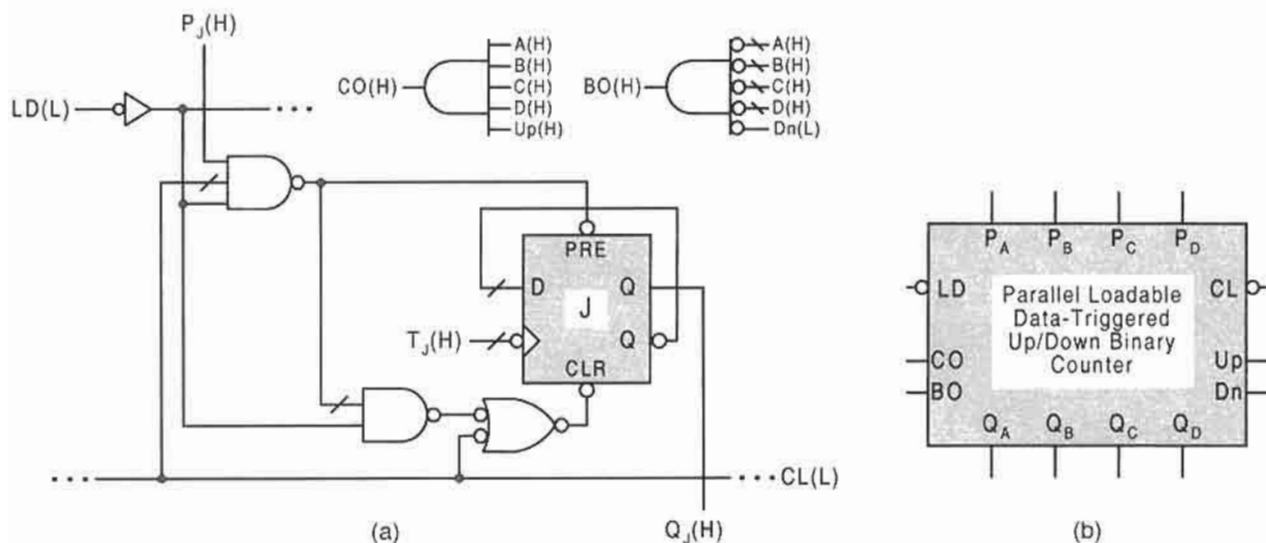 P_J(H)
LD(L)
CO(H)
A(H)
B(H)
C(H)
D(H)
Up(H)
BO(H)
A(H)
B(H)
C(H)
D(H)
Dn(L)
PRE
D
Q
J
T_J(H)
Q
CLR
CL(L)
Q_J(H)
(a)
P_A P_B P_C P_D
LD
CL
Parallel Loadable
Data-Triggered
Up/Down Binary
Counter
CO
Up
BO
Dn
Q_A Q_B Q_C Q_D
(b)